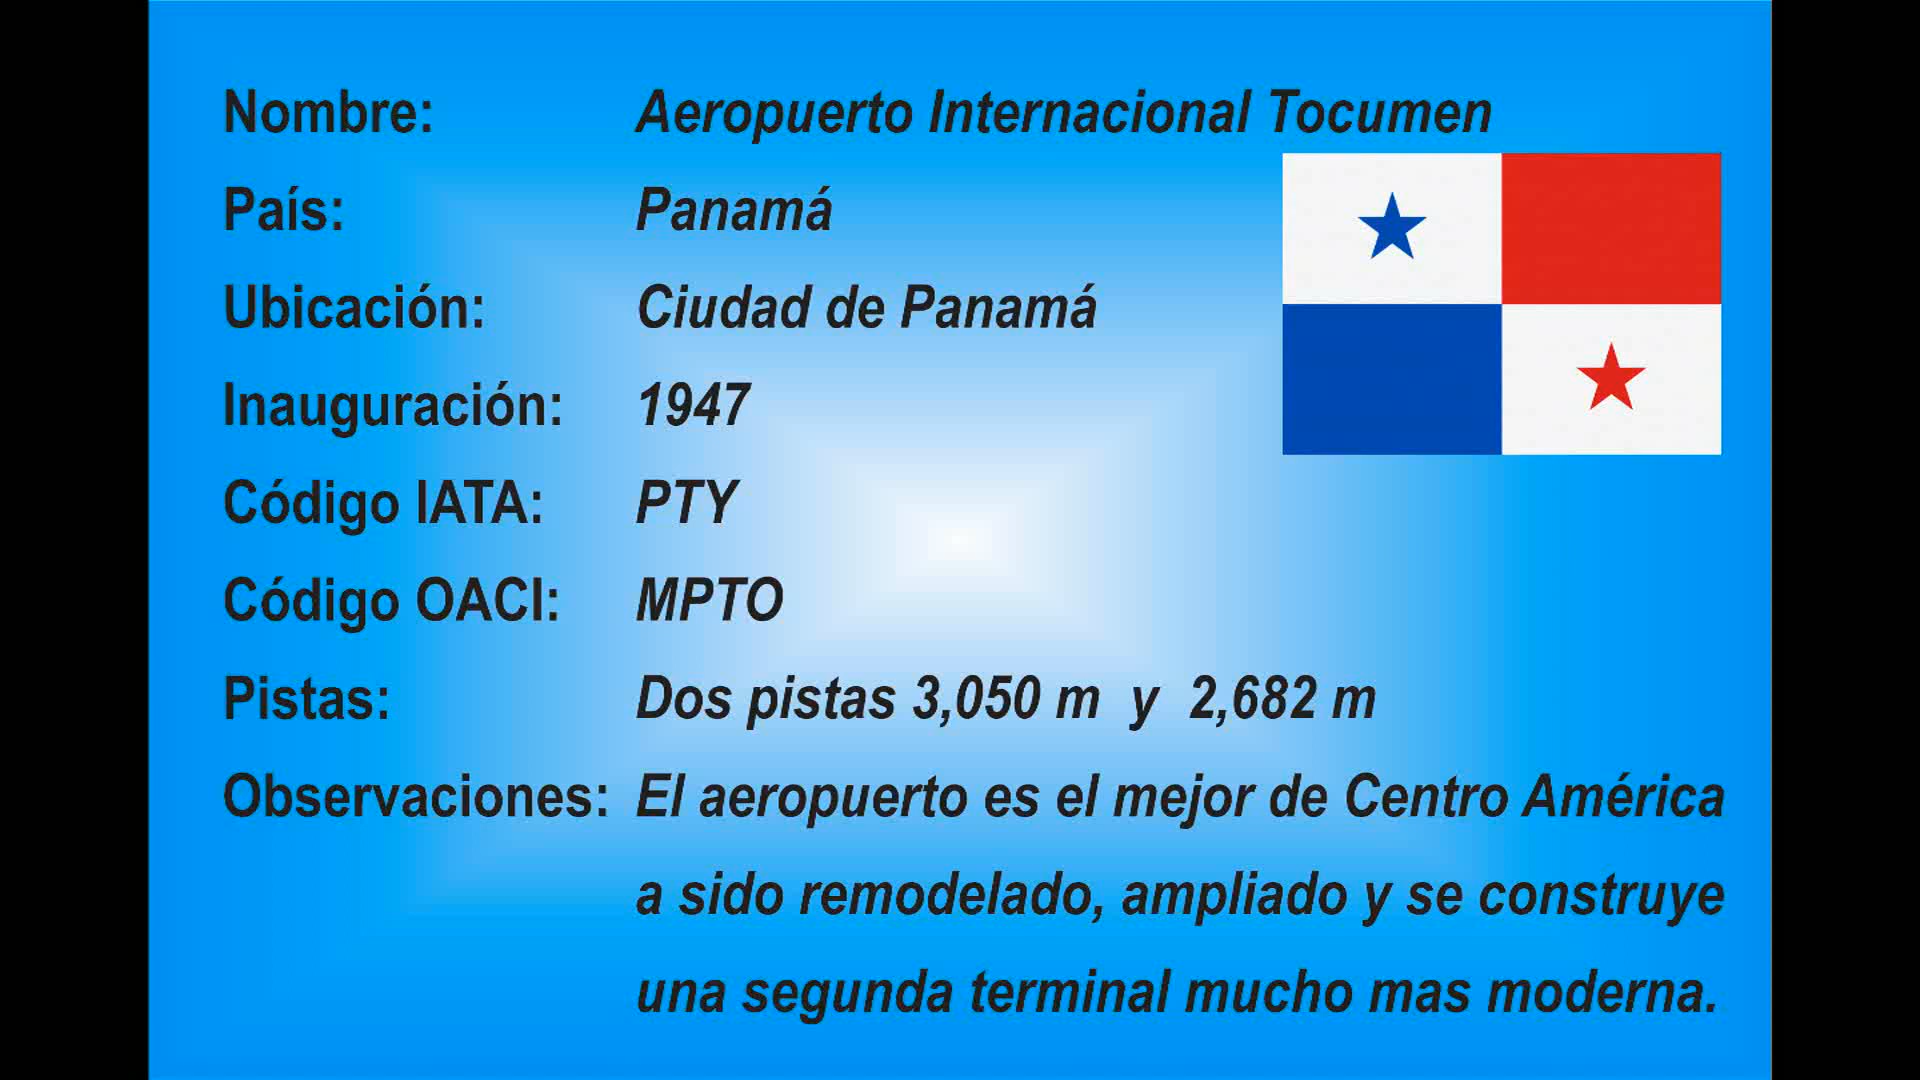 Nombre: Aeropuerto Internacional Tocumen
País: Panamá
Ubicación: Ciudad de Panamá
Inauguración: 1947
Código IATA: PTY
Código OACI: MPTO
Pistas: Dos pistas 3,050 m y 2,682 m
Observaciones: El aeropuerto es el mejor de Centro América
a sido remodelado, ampliado y se construye
una segunda terminal mucho mas moderna.